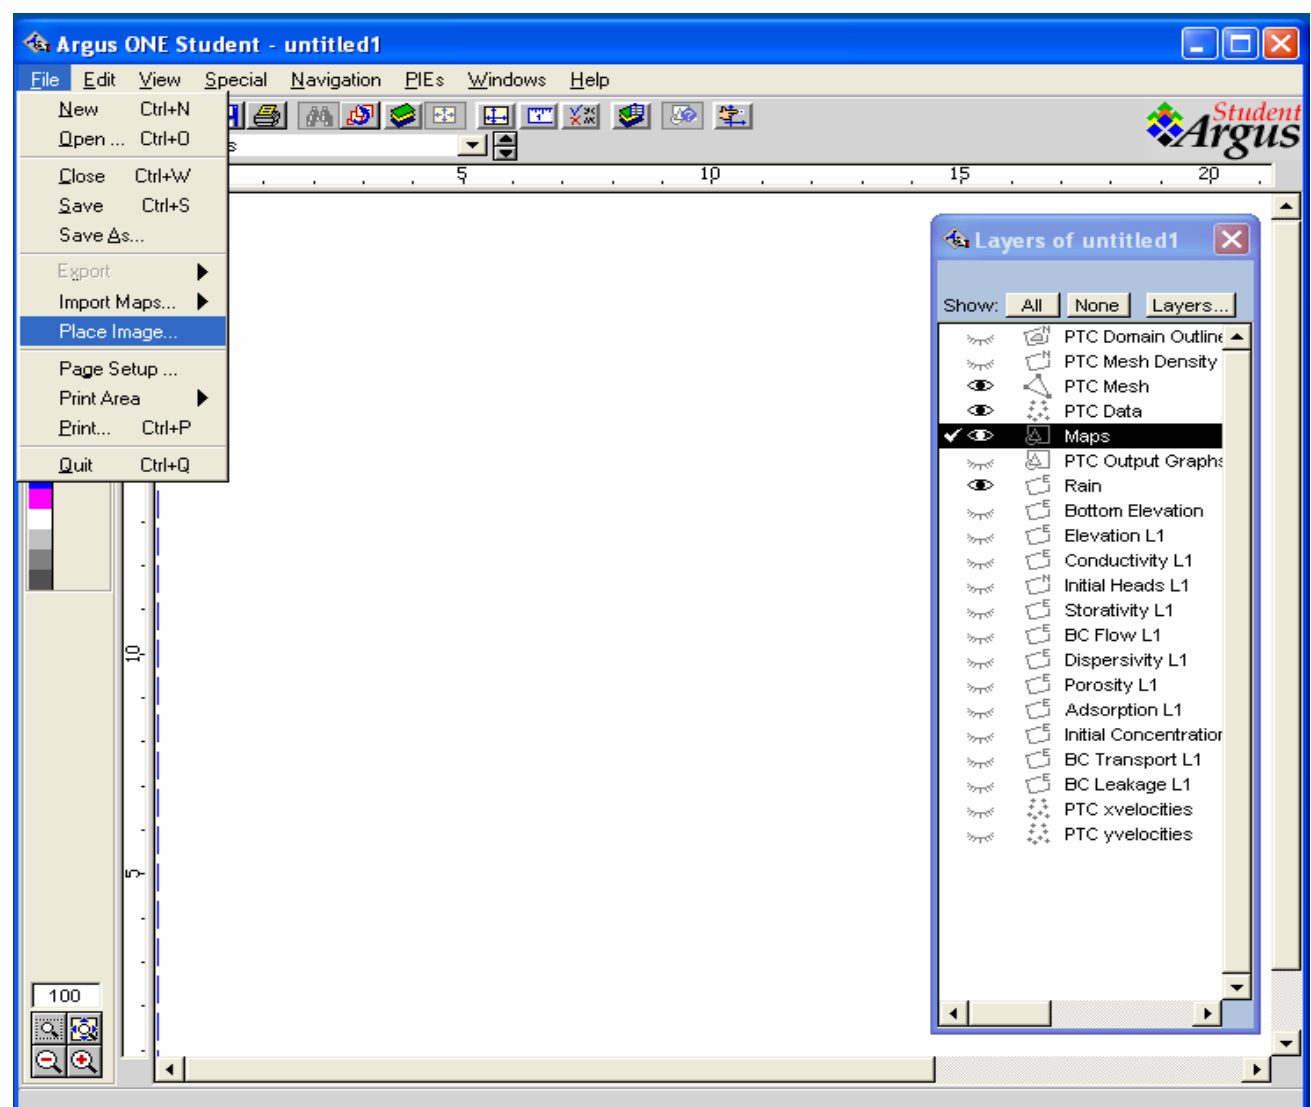 Argus ONE Student - untitled1
File Edit View Special Navigation PIEs Windows Help
New Ctrl+N
Open ... Ctrl+O
Close Ctrl+W
Save Ctrl+S
Save As...
Export
Import Maps...
Place Image...
Page Setup ...
Print Area
Print... Ctrl+P
Quit Ctrl+Q
Student
Argus
s
5 10 15 20
10
5
100
Layers of untitled1
Show: All None Layers...
PTC Domain Outline
PTC Mesh Density
PTC Mesh
PTC Data
Maps
PTC Output Graphs
Rain
Bottom Elevation
Elevation L1
Conductivity L1
Initial Heads L1
Storativity L1
BC Flow L1
Dispersivity L1
Porosity L1
Adsorption L1
Initial Concentration
BC Transport L1
BC Leakage L1
PTC xvelocities
PTC yvelocities